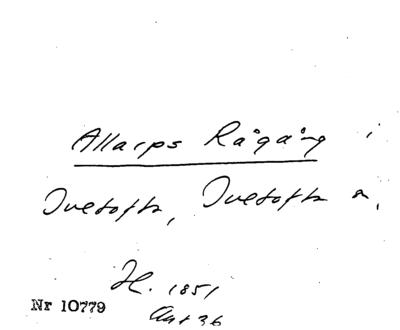 Allarps Rågång i
Ivetofta, Ivetofta s,
H. 1851
Nr 10779
Akt 36